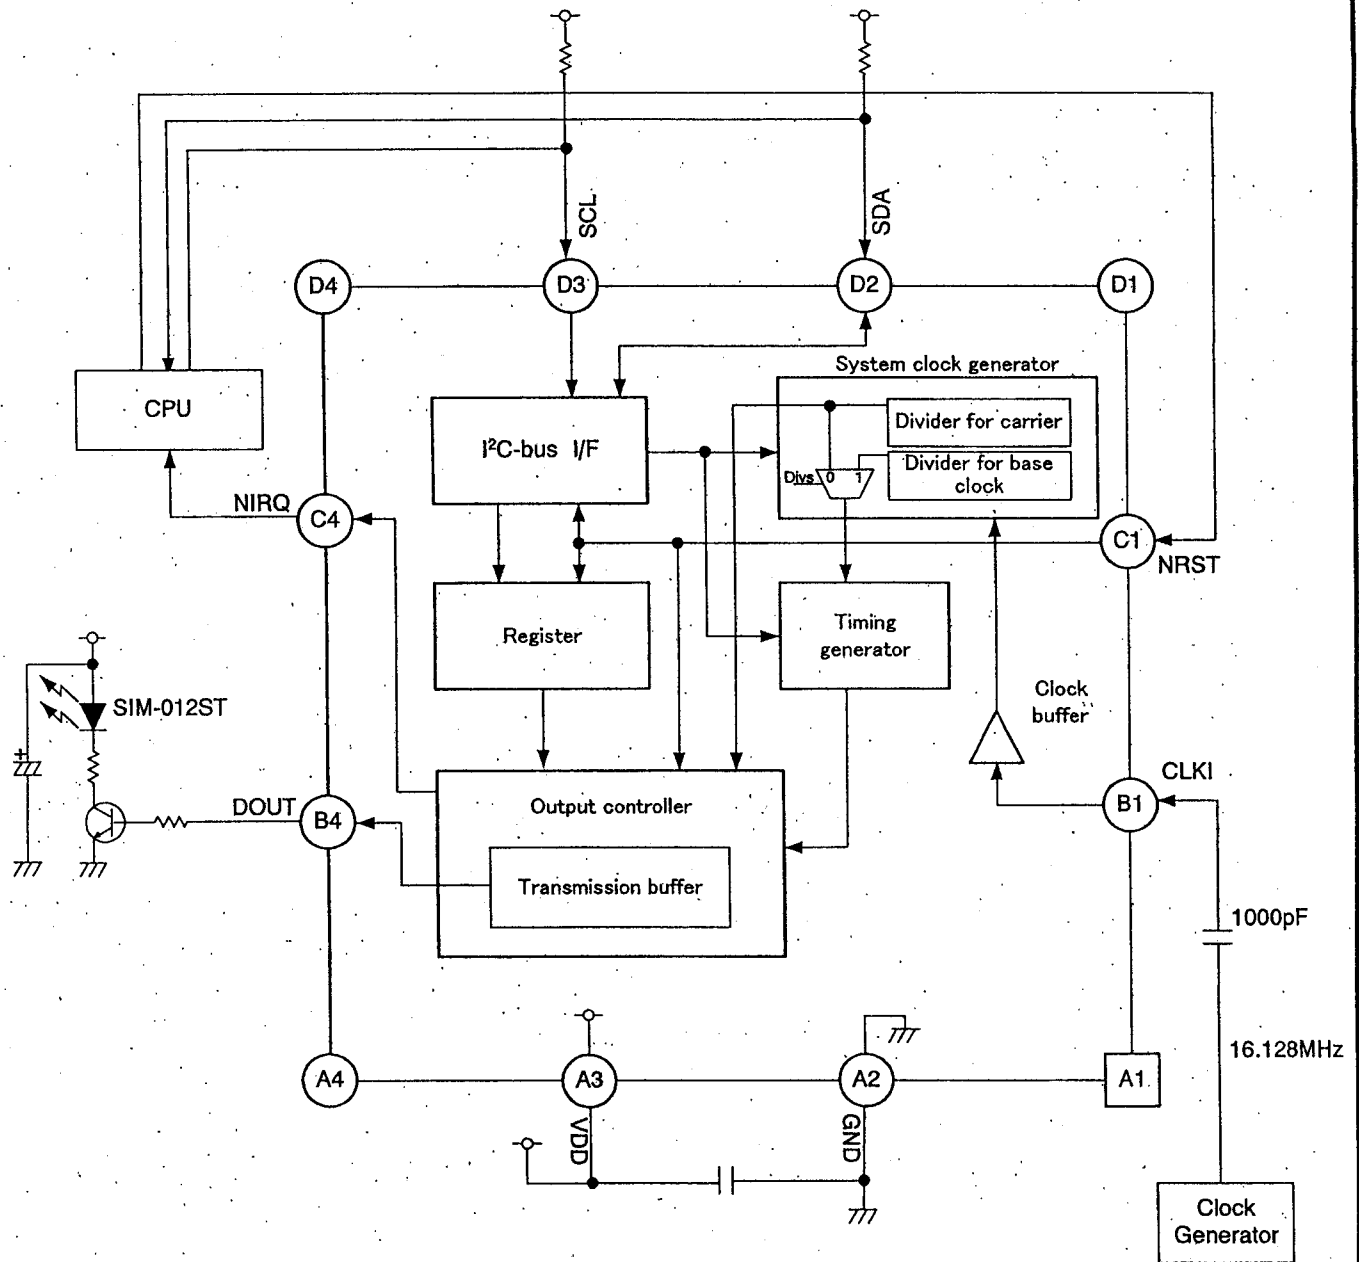 SCL
SDA
D4
D3
D2
D1
System clock generator
CPU
I²C-bus I/F
Divider for carrier
Divider for base
clock
Divs
0
1
NIRQ
C4
C1
NRST
Register
Timing
generator
SIM-012ST
+
Clock
buffer
CLKI
DOUT
B4
Output controller
B1
Transmission buffer
1000pF
16.128MHz
A4
A3
A2
A1
VDD
GND
Clock
Generator